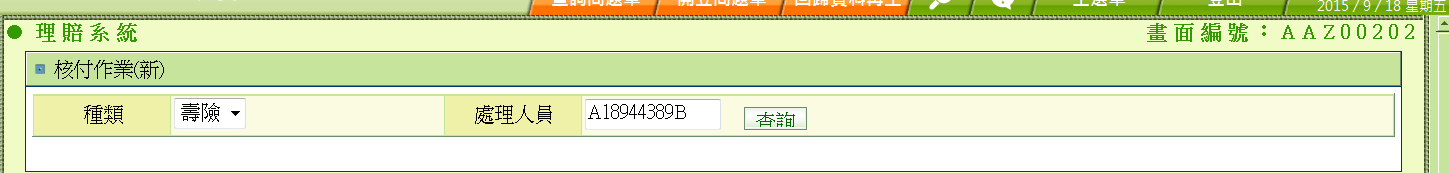 2015 / 9 / 18 星期五
理賠系統 畫面編號：AAZ00202
核付作業(新)
種類 壽險 處理人員 A18944389B 查詢